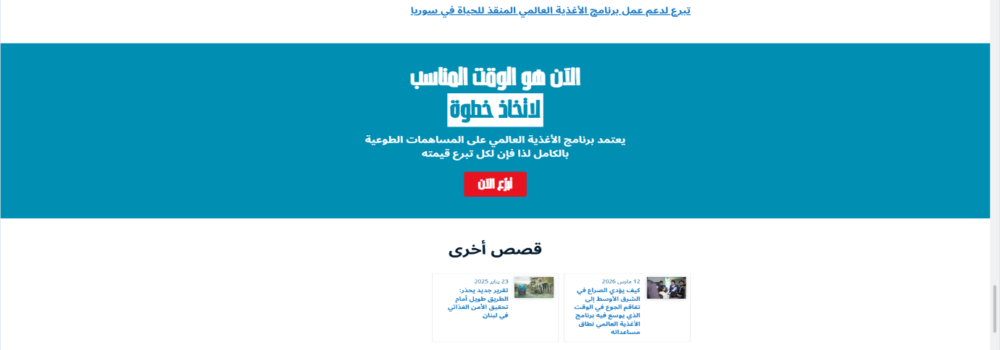 تبرع لدعم عمل برنامج الأغذية العالمي المنقذ للحياة في سوريا
الآن هو الوقت المناسب
لاتخاذ خطوة
يعتمد برنامج الأغذية العالمي على المساهمات الطوعية
بالكامل لذا فإن لكل تبرع قيمته
تبرّع الآن
قصص أخرى
12 مارس 2026
كيف يؤدي الصراع في
الشرق الأوسط إلى
تفاقم الجوع في الوقت
الذي يوسع فيه برنامج
الأغذية العالمي نطاق
مساعداته
23 يناير 2025
تقرير جديد يحذر:
الطريق طويل أمام
تحقيق الأمن الغذائي
في لبنان